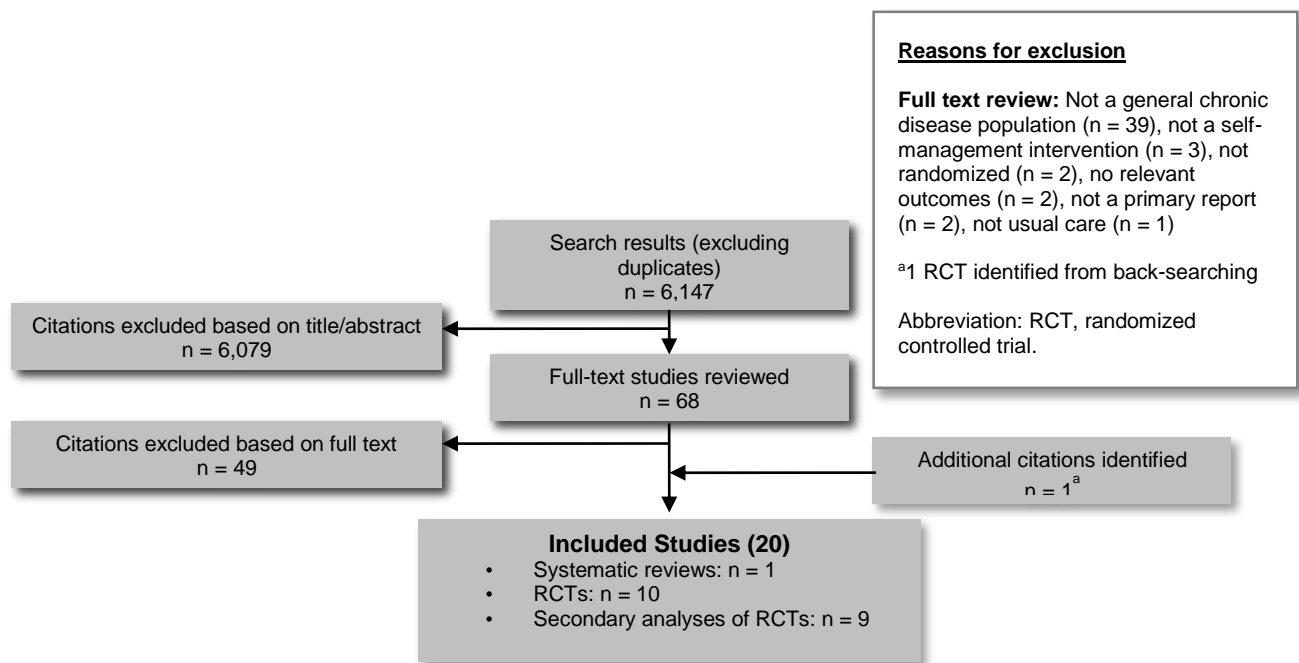 Reasons for exclusion
Full text review: Not a general chronic
disease population (n = 39), not a self-
management intervention (n = 3), not
randomized (n = 2), no relevant
outcomes (n = 2), not a primary report
(n = 2), not usual care (n = 1)
a1 RCT identified from back-searching
Abbreviation: RCT, randomized
controlled trial.
Search results (excluding
duplicates)
n = 6,147
Citations excluded based on title/abstract
n = 6,079
Full-text studies reviewed
n = 68
Citations excluded based on full text
n = 49
Additional citations identified
n = 1a
Included Studies (20)
• Systematic reviews: n = 1
• RCTs: n = 10
• Secondary analyses of RCTs: n = 9